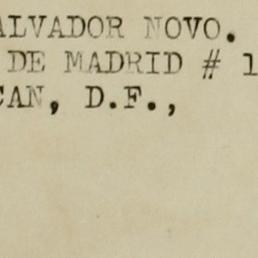 ALVADOR NOVO.
DE MADRID # 1
CAN, D.F.,